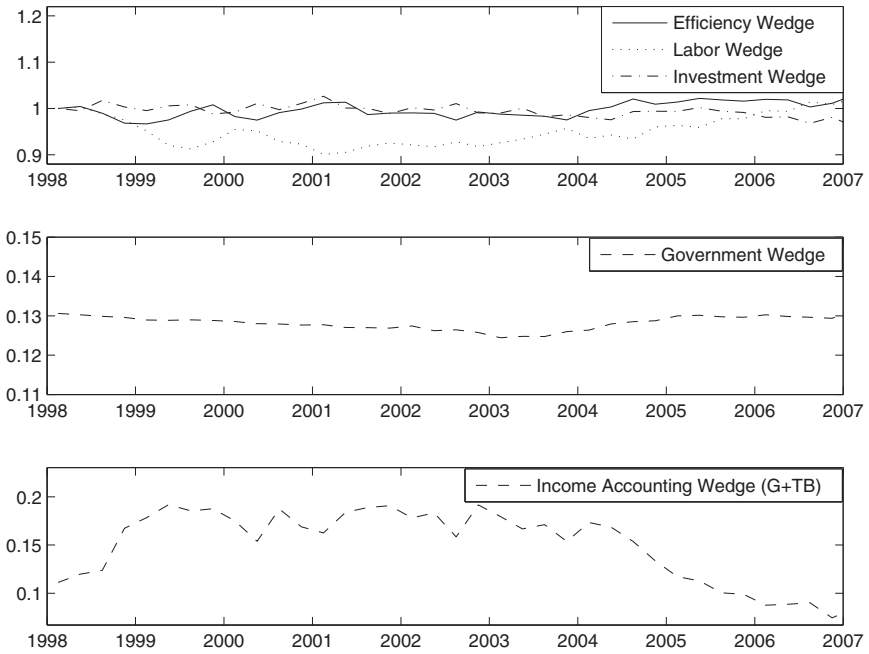 1.2
1.1
1
0.9
Efficiency Wedge
Labor Wedge
Investment Wedge
1998 1999 2000 2001 2002 2003 2004 2005 2006 2007
0.15
0.14
0.13
0.12
0.11
Government Wedge
1998 1999 2000 2001 2002 2003 2004 2005 2006 2007
0.2
0.15
0.1
Income Accounting Wedge (G+TB)
1998 1999 2000 2001 2002 2003 2004 2005 2006 2007